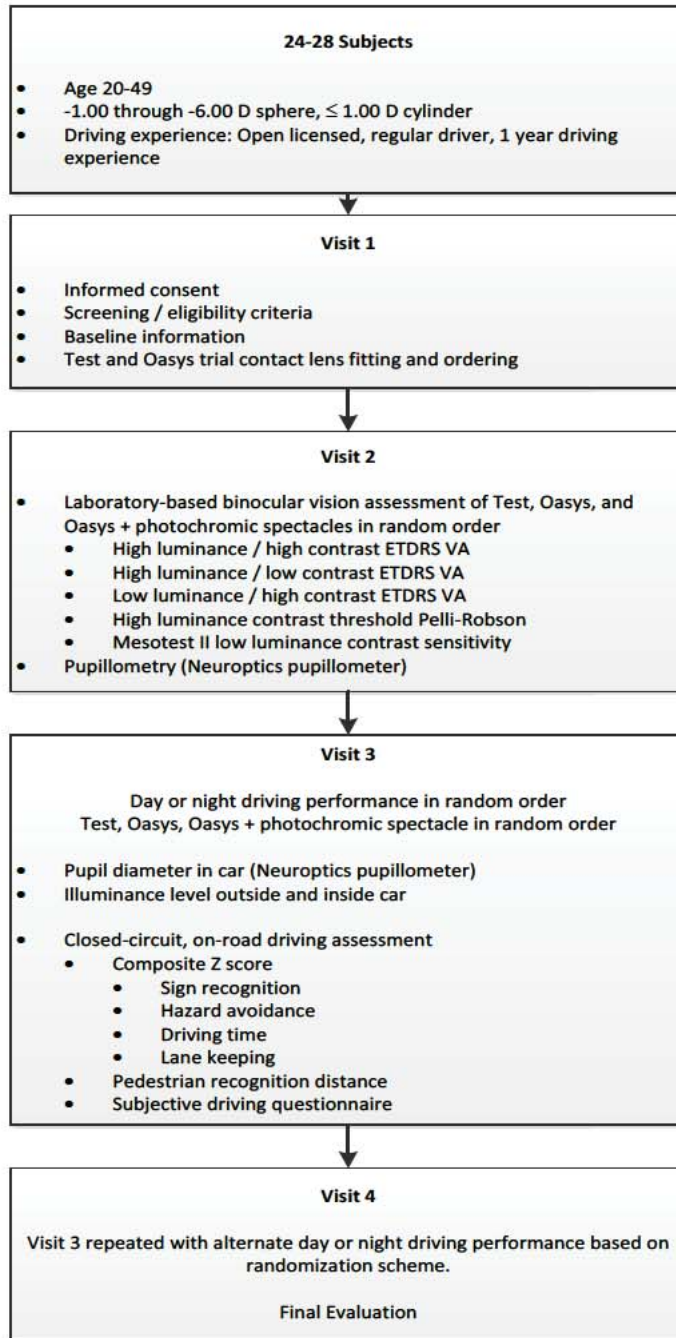 24-28 Subjects
• Age 20-49
• -1.00 through -6.00 D sphere, ≤ 1.00 D cylinder
• Driving experience: Open licensed, regular driver, 1 year driving
experience
Visit 1
• Informed consent
• Screening / eligibility criteria
• Baseline information
• Test and Oasys trial contact lens fitting and ordering
Visit 2
• Laboratory-based binocular vision assessment of Test, Oasys, and
Oasys + photochromic spectacles in random order
• High luminance / high contrast ETDRS VA
• High luminance / low contrast ETDRS VA
• Low luminance / high contrast ETDRS VA
• High luminance contrast threshold Pelli-Robson
• Mesotest II low luminance contrast sensitivity
• Pupillometry (Neuroptics pupillometer)
Visit 3
Day or night driving performance in random order
Test, Oasys, Oasys + photochromic spectacle in random order
• Pupil diameter in car (Neuroptics pupillometer)
• Illuminance level outside and inside car
• Closed-circuit, on-road driving assessment
• Composite Z score
• Sign recognition
• Hazard avoidance
• Driving time
• Lane keeping
• Pedestrian recognition distance
• Subjective driving questionnaire
Visit 4
Visit 3 repeated with alternate day or night driving performance based on
randomization scheme.
Final Evaluation